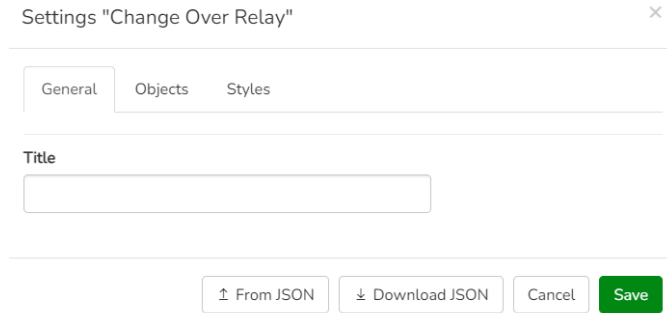 Settings "Change Over Relay"
×
General Objects Styles
Title
From JSON Download JSON Cancel Save